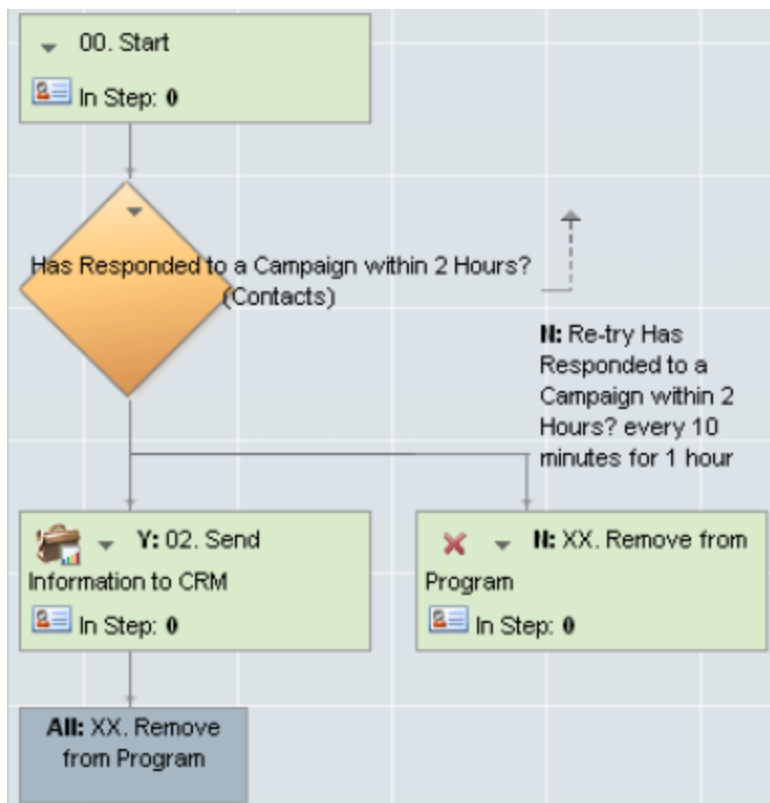 00. Start
In Step: 0
Has Responded to a Campaign within 2 Hours?
(Contacts)
N: Re-try Has
Responded to a
Campaign within 2
Hours? every 10
minutes for 1 hour
Y: 02. Send
Information to CRM
In Step: 0
N: XX. Remove from
Program
In Step: 0
All: XX. Remove
from Program